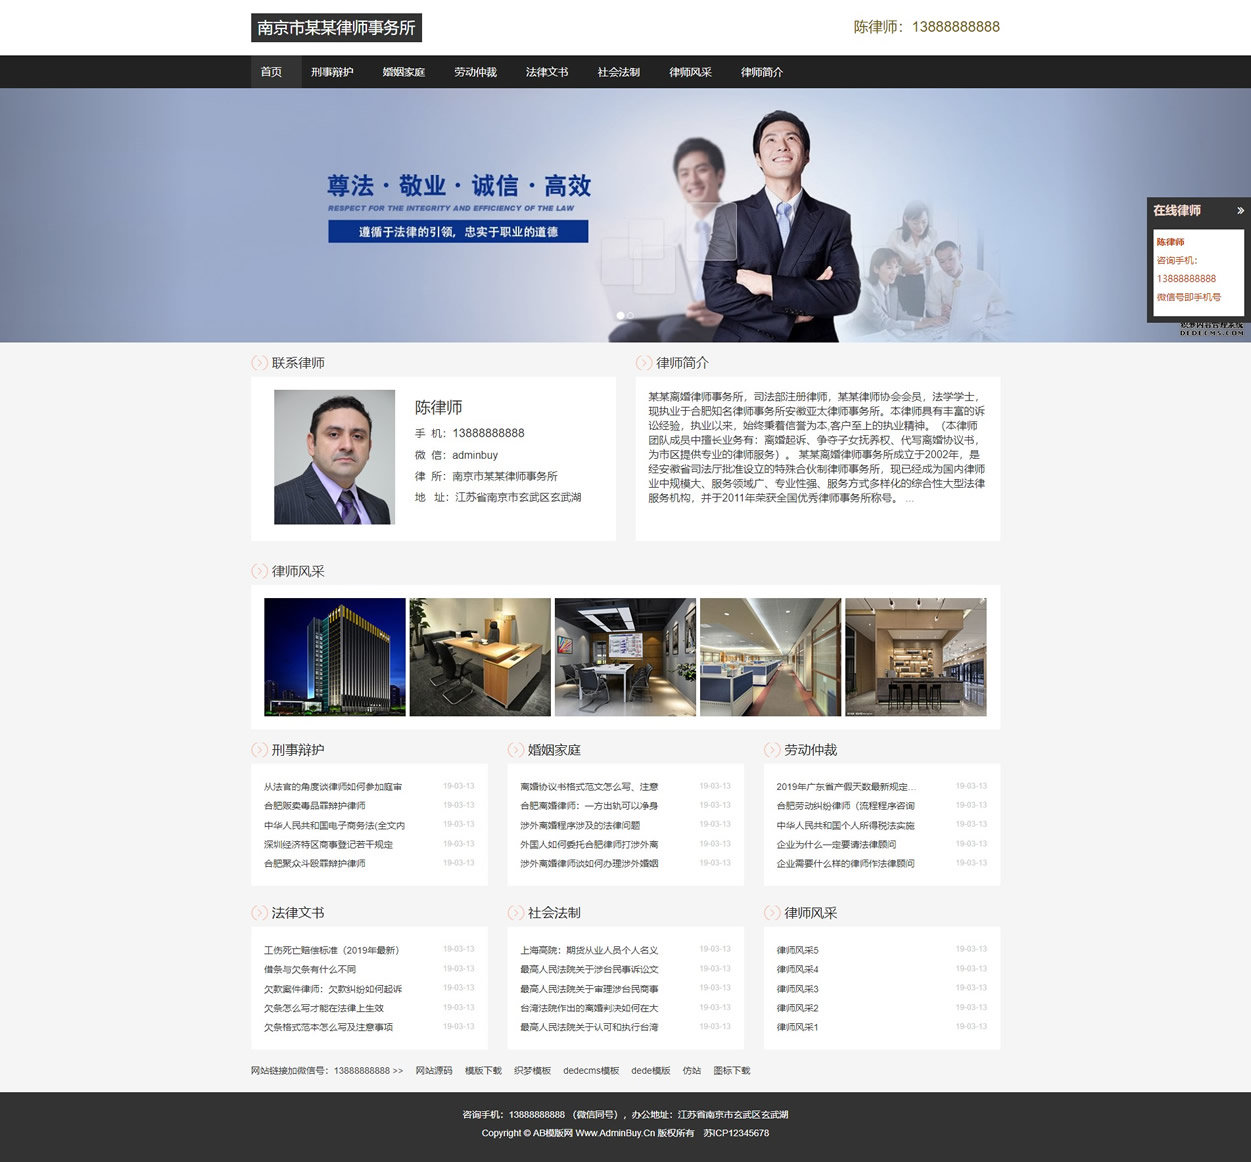 南京市某某律师事务所
陈律师：13888888888
首页 刑事辩护 婚姻家庭 劳动仲裁 法律文书 社会法制 律师风采 律师简介
尊法·敬业·诚信·高效
RESPECT FOR THE INTEGRITY AND EFFICIENCY OF THE LAW
遵循于法律的引领，忠实于职业的道德
在线律师 »
陈律师
咨询手机：
13888888888
微信号即手机号
织梦内容管理系统
DEDECMS.COM
联系律师
陈律师
手 机：13888888888
微 信：adminbuy
律 所：南京市某某律师事务所
地 址：江苏省南京市玄武区玄武湖
律师简介
某某离婚律师事务所，司法部注册律师，某某律师协会会员，法学学士，
现执业于合肥知名律师事务所安徽亚太律师事务所。本律师具有丰富的诉
讼经验，执业以来，始终秉着信誉为本,客户至上的执业精神。（本律师
团队成员中擅长业务有：离婚起诉、争夺子女抚养权、代写离婚协议书，
为市区提供专业的律师服务）。 某某离婚律师事务所成立于2002年，是
经安徽省司法厅批准设立的特殊合伙制律师事务所，现已经成为国内律师
业中规模大、服务领域广、专业性强、服务方式多样化的综合性大型法律
服务机构，并于2011年荣获全国优秀律师事务所称号。 ...
律师风采
刑事辩护
从法官的角度谈律师如何参加庭审 19-03-13
合肥贩卖毒品罪辩护律师 19-03-13
中华人民共和国电子商务法(全文内 19-03-13
深圳经济特区商事登记若干规定 19-03-13
合肥聚众斗殴罪辩护律师 19-03-13
婚姻家庭
离婚协议书格式范文怎么写、注意 19-03-13
合肥离婚律师：一方出轨可以净身 19-03-13
涉外离婚程序涉及的法律问题 19-03-13
外国人如何委托合肥律师打涉外离 19-03-13
涉外离婚律师谈如何办理涉外婚姻 19-03-13
劳动仲裁
2019年广东省产假天数最新规定... 19-03-13
合肥劳动纠纷律师（流程程序咨询 19-03-13
中华人民共和国个人所得税法实施 19-03-13
企业为什么一定要请法律顾问 19-03-13
企业需要什么样的律师作法律顾问 19-03-13
法律文书
工伤死亡赔偿标准（2019年最新） 19-03-13
借条与欠条有什么不同 19-03-13
欠款案件律师：欠款纠纷如何起诉 19-03-13
欠条怎么写才能在法律上生效 19-03-13
欠条格式范本怎么写及注意事项 19-03-13
社会法制
上海高院：期货从业人员个人名义 19-03-13
最高人民法院关于涉台民事诉讼文 19-03-13
最高人民法院关于审理涉台民商事 19-03-13
台湾法院作出的离婚判决如何在大 19-03-13
最高人民法院关于认可和执行台湾 19-03-13
律师风采
律师风采5 19-03-13
律师风采4 19-03-13
律师风采3 19-03-13
律师风采2 19-03-13
律师风采1 19-03-13
网站链接加微信号：13888888888 >> 网站源码 模版下载 织梦模板 dedecms模板 dede模版 仿站 图标下载
咨询手机：13888888888 （微信同号），办公地址：江苏省南京市玄武区玄武湖
Copyright © AB模版网 Www.AdminBuy.Cn 版权所有 苏ICP12345678